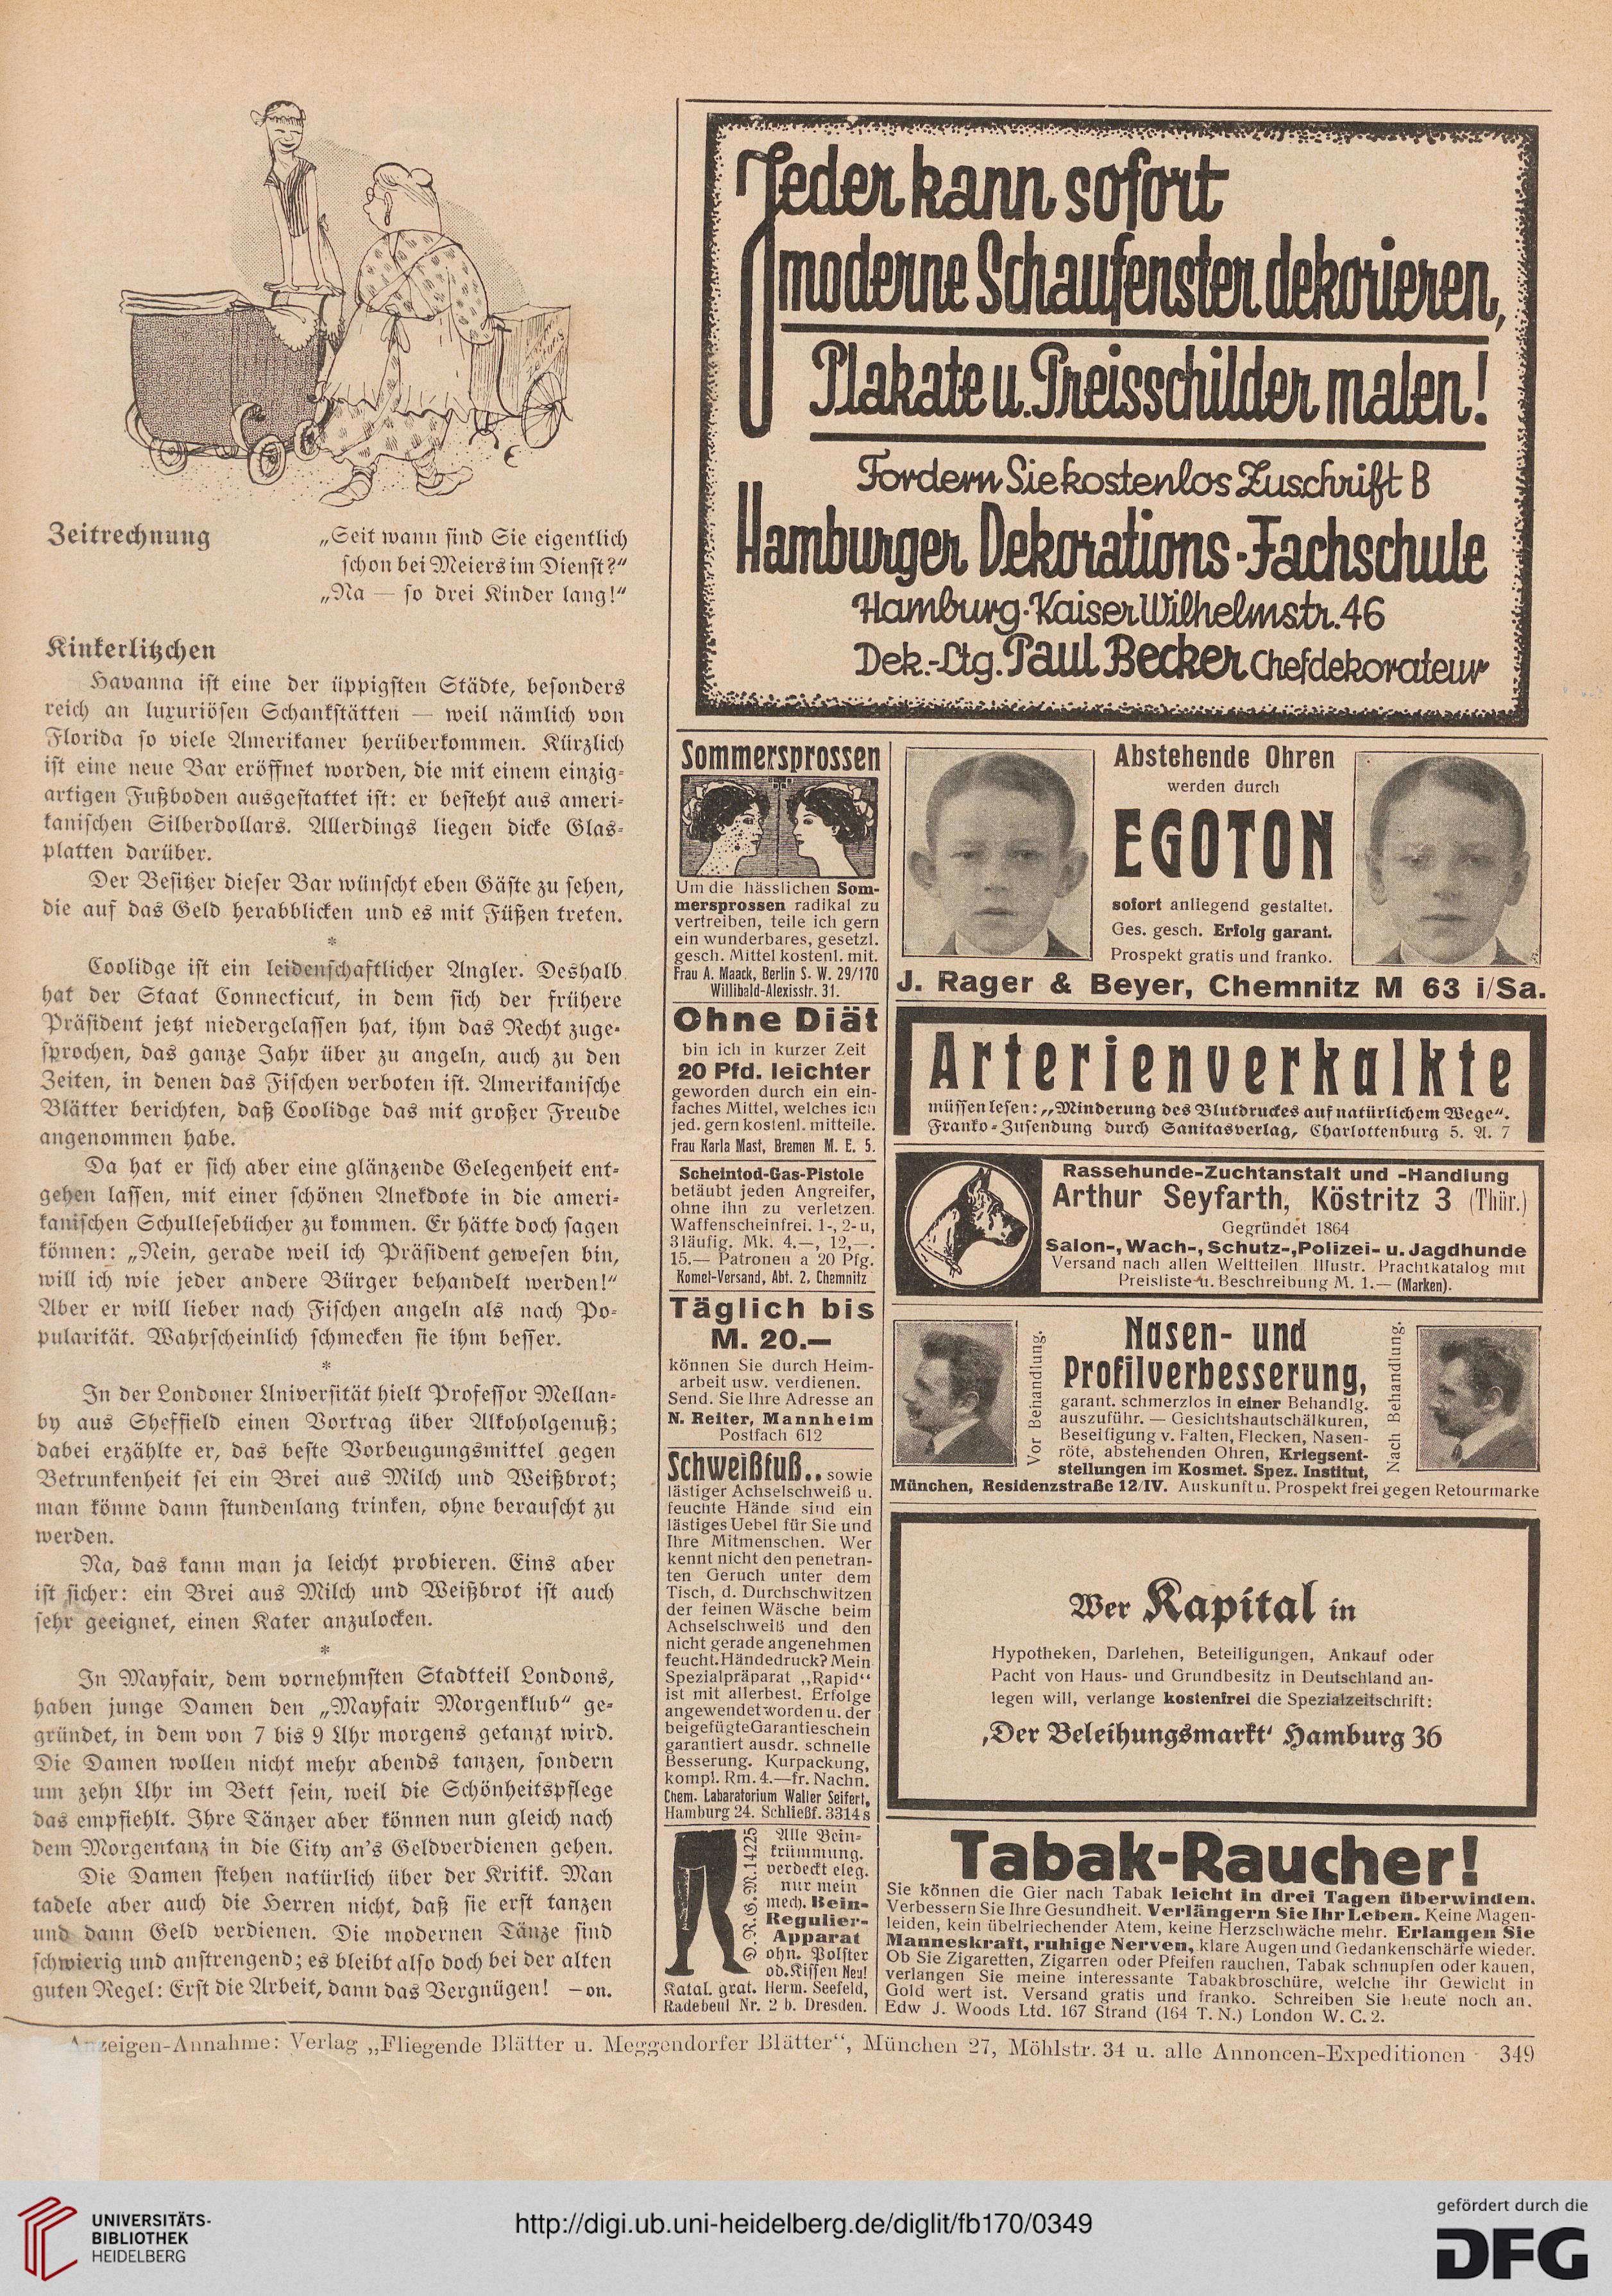 Zeitrechnung
„Seit wann sind Sie eigentlich
schon bei Meiers im Dienst?“
„Na — so drei Kinder lang!“
Kinkerlitzchen
Havanna ist eine der üppigsten Städte, besonders
reich an luxuriösen Schankstätten — weil nämlich von
Florida so viele Amerikaner herüberkommen. Kürzlich
ist eine neue Bar eröffnet worden, die mit einem einzig-
artigen Fußboden ausgestattet ist: er besteht aus ameri-
kanischen Silberdollars. Allerdings liegen dicke Glas-
platten darüber.
Der Besitzer dieser Bar wünscht eben Gäste zu sehen,
die auf das Geld herabblicken und es mit Füßen treten.
*
Coolidge ist ein leidenschaftlicher Angler. Deshalb
hat der Staat Connecticut, in dem sich der frühere
Präsident jetzt niedergelassen hat, ihm das Recht zuge-
sprochen, das ganze Jahr über zu angeln, auch zu den
Zeiten, in denen das Fischen verboten ist. Amerikanische
Blätter berichten, daß Coolidge das mit großer Freude
angenommen habe.
Da hat er sich aber eine glänzende Gelegenheit ent-
gehen lassen, mit einer schönen Anekdote in die ameri-
kanischen Schullesebücher zu kommen. Er hätte doch sagen
können: „Nein, gerade weil ich Präsident gewesen bin,
will ich wie jeder andere Bürger behandelt werden!“
Aber er will lieber nach Fischen angeln als nach Po-
pularität. Wahrscheinlich schmecken sie ihm besser.
*
In der Londoner Universität hielt Professor Mellan-
by aus Sheffield einen Vortrag über Alkoholgenuß;
dabei erzählte er, das beste Vorbeugungsmittel gegen
Betrunkenheit sei ein Brei aus Milch und Weißbrot;
man könne dann stundenlang trinken, ohne berauscht zu
werden.
Na, das kann man ja leicht probieren. Eins aber
ist sicher: ein Brei aus Milch und Weißbrot ist auch
sehr geeignet, einen Kater anzulocken.
*
In Mayfair, dem vornehmsten Stadtteil Londons,
haben junge Damen den „Mayfair Morgenklub“ ge-
gründet, in dem von 7 bis 9 Uhr morgens getanzt wird.
Die Damen wollen nicht mehr abends tanzen, sondern
um zehn Uhr im Bett sein, weil die Schönheitspflege
das empfiehlt. Ihre Tänzer aber können nun gleich nach
dem Morgentanz in die City an's Geldverdienen gehen.
Die Damen stehen natürlich über der Kritik. Man
tadele aber auch die Herren nicht, daß sie erst tanzen
und dann Geld verdienen. Die modernen Tänze sind
schwierig und anstrengend; es bleibt also doch bei der alten
guten Regel: Erst die Arbeit, dann das Vergnügen! —on.
Jeder kann sofort
moderne Schaufenster dekorieren,
Plakate u. Preisschilder malen!
Fordern Sie kostenlos Zuschrift B
Hamburger Dekorations-Fachschule
Hamburg·Kaiser Wilhelmstr. 46
Dek.-Ltg. Paul Becker Chefdekorateur
Sommersprossen
Um die hässlichen Som-
mersprossen radikal zu
vertreiben, teile ich gern
ein wunderbares, gesetzl.
gesch. Mittel kostenl. mit.
Frau A. Maack, Berlin S. W. 29/170
Willibald-Alexisstr. 31.
Ohne Diät
bin ich in kurzer Zeit
20 Pfd. leichter
geworden durch ein ein-
faches Mittel, welches ich
jed. gern kostenl. mitteile.
Frau Karla Mast, Bremen M. E. 5.
Scheintod-Gas-Pistole
betäubt jeden Angreifer,
ohne ihn zu verletzen.
Waffenscheinfrei. 1-, 2- u,
3 läufig. Mk. 4.—, 12,—.
15.— Patronen a 20 Pfg.
Komet-Versand, Abt. 2, Chemnitz
Täglich bis
M. 20.—
können Sie durch Heim-
arbeit usw. verdienen.
Send. Sie Ihre Adresse an
N. Reiter, Mannheim
Postfach 612
Schweißfuß.. sowie
lästiger Achselschweiß u.
feuchte Hände sind ein
lästiges Uebel für Sie und
Ihre Mitmenschen. Wer
kennt nicht den penetran-
ten Geruch unter dem
Tisch, d. Durchschwitzen
der feinen Wäsche beim
Achselschweiß und den
nicht gerade angenehmen
feucht. Händedruck? Mein
Spezialpräparat „Rapid“
ist mit allerbest. Erfolge
angewendet worden u. der
beigefügte Garantieschein
garantiert ausdr. schnelle
Besserung. Kurpackung,
kompl. Rm. 4.—fr. Nachn.
Chem. Labaratorium Walter Seifert,
Hamburg 24. Schließf. 3314 s
D. R. G. M. 14225
Alle Bein-
krümmung.
verdeckt eleg.
nur mein
mech. Bein-
Regulier-
Apparat
ohn. Polster
od. Kissen Neu!
Katal. grat. Herm. Seefeld,
Radebeul Nr. 2 b. Dresden.
Abstehende Ohren
werden durch
EGOTON
sofort anliegend gestaltet.
Ges. gesch. Erfolg garant.
Prospekt gratis und franko.
J. Rager & Beyer, Chemnitz M 63 i/Sa.
Arterienverkalkte
müssen lesen: „Minderung des Blutdruckes auf natürlichem Wege“.
Franko-Zusendung durch Sanitasverlag, Charlottenburg 5. A. 7
Rassehunde-Zuchtanstalt und -Handlung
Arthur Seyfarth, Köstritz 3 (Thür.)
Gegründet 1864
Salon-, Wach-, Schutz-, Polizei- u. Jagdhunde
Versand nach allen Weltteilen Illustr. Prachtkatalog mit
Preisliste u. Beschreibung M. 1.— (Marken).
Vor Behandlung.
Nasen- und
Profilverbesserung,
garant. schmerzlos in einer Behandlg.
auszuführ. — Gesichtshautschälkuren,
Beseitigung v. Falten, Flecken, Nasen-
röte, abstehenden Ohren, Kriegsent-
stellungen im Kosmet. Spez. Institut,
Nach Behandlung.
München, Residenzstraße 12/IV. Auskunft u. Prospekt frei gegen Retourmarke
Wer Kapital in
Hypotheken, Darlehen, Beteiligungen, Ankauf oder
Pacht von Haus- und Grundbesitz in Deutschland an-
legen will, verlange kostenfrei die Spezialzeitschrift:
‚Der Beleihungsmarkt‘ Hamburg 36
Tabak-Raucher!
Sie können die Gier nach Tabak leicht in drei Tagen überwinden.
Verbessern Sie Ihre Gesundheit. Verlängern Sie Ihr Leben. Keine Magen-
leiden, kein übelriechender Atem, keine Herzschwäche mehr. Erlangen Sie
Manneskraft, ruhige Nerven, klare Augen und Gedankenschärfe wieder.
Ob Sie Zigaretten, Zigarren oder Pfeifen rauchen, Tabak schnupfen oder kauen,
verlangen Sie meine interessante Tabakbroschüre, welche ihr Gewicht in
Gold wert ist. Versand gratis und franko. Schreiben Sie heute noch an.
Edw J. Woods Ltd. 167 Strand (164 T. N.) London W. C. 2.
Anzeigen-Annahme: Verlag „Fliegende Blätter u. Meggendorfer Blätter“, München 27, Möhlstr. 34 u. alle Annoncen-Expeditionen
349
UNIVERSITÄTS-
BIBLIOTHEK
HEIDELBERG
http://digi.ub.uni-heidelberg.de/diglit/fb170/0349
gefördert durch die
DFG